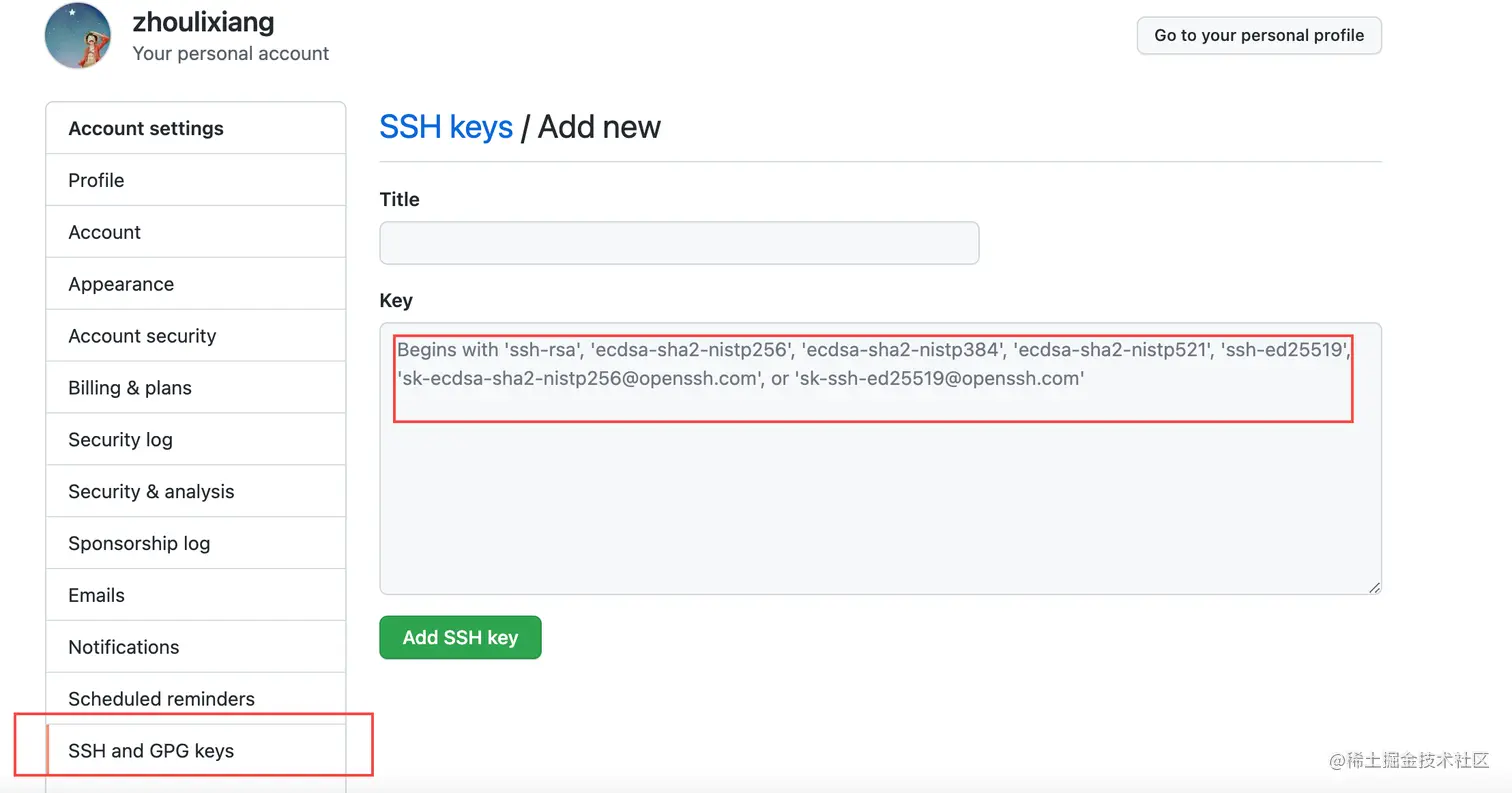 zhoulixiang
Your personal account
Go to your personal profile
Account settings
Profile
Account
Appearance
Account security
Billing & plans
Security log
Security & analysis
Sponsorship log
Emails
Notifications
Scheduled reminders
SSH and GPG keys
SSH keys / Add new
Title
Key
Begins with 'ssh-rsa', 'ecdsa-sha2-nistp256', 'ecdsa-sha2-nistp384', 'ecdsa-sha2-nistp521', 'ssh-ed25519',
'sk-ecdsa-sha2-nistp256@openssh.com', or 'sk-ssh-ed25519@openssh.com'
Add SSH key
@稀土掘金技术社区